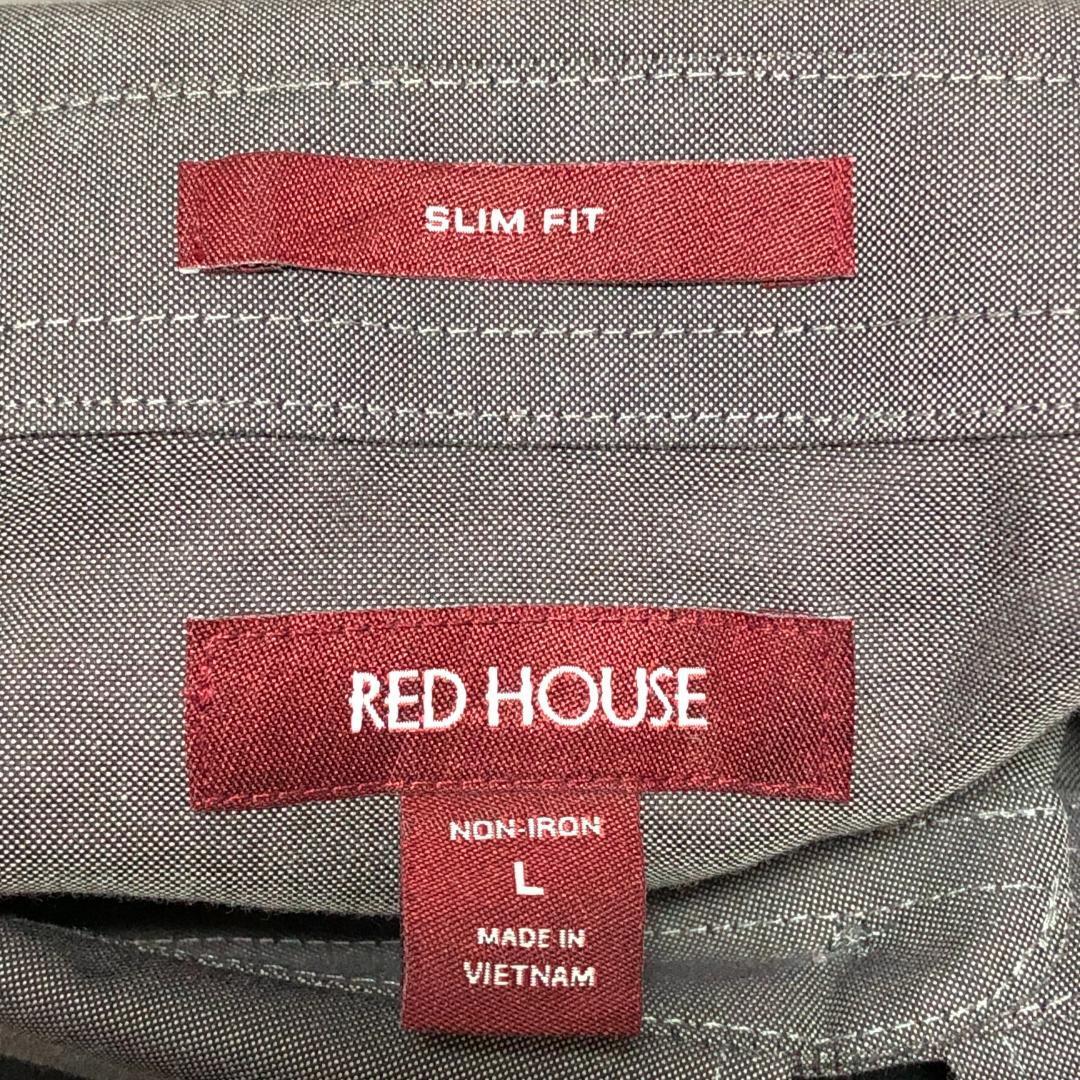 SLIM FIT
RED HOUSE
NON-IRON
L
MADE IN
VIETNAM